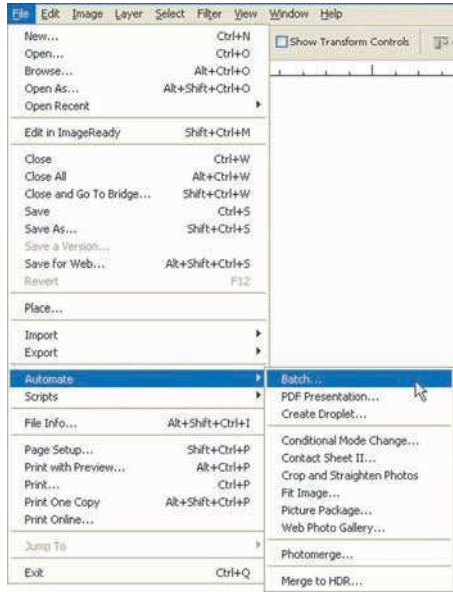 File Edit Image Layer Select Filter View Window Help
Show Transform Controls
New... Ctrl+N
Open... Ctrl+O
Browse... Alt+Ctrl+O
Open As... Alt+Shift+Ctrl+O
Open Recent
Edit in ImageReady Shift+Ctrl+M
Close Ctrl+W
Close All Alt+Ctrl+W
Close and Go To Bridge... Shift+Ctrl+W
Save Ctrl+S
Save As... Shift+Ctrl+S
Save a Version...
Save for Web... Alt+Shift+Ctrl+S
Revert F12
Place...
Import
Export
Automate
Scripts
File Info... Alt+Shift+Ctrl+I
Page Setup... Shift+Ctrl+P
Print with Preview... Alt+Ctrl+P
Print... Ctrl+P
Print One Copy Alt+Shift+Ctrl+P
Print Online...
Jump To
Exit Ctrl+Q
Batch...
PDF Presentation...
Create Droplet...
Conditional Mode Change...
Contact Sheet II...
Crop and Straighten Photos
Fit Image...
Picture Package...
Web Photo Gallery...
Photomerge...
Merge to HDR...